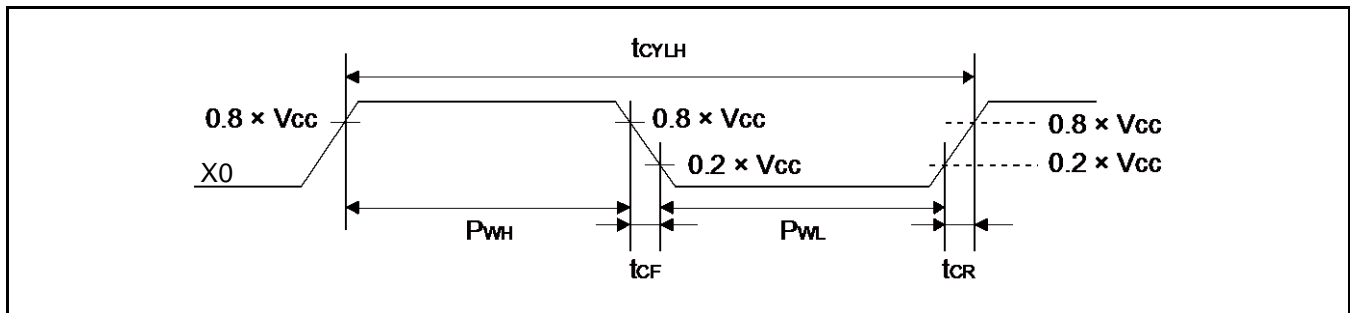 tCYLH
0.8 × VCC
0.8 × VCC
0.8 × VCC
0.2 × VCC
0.2 × VCC
X0
PWH
PWL
tCF
tCR